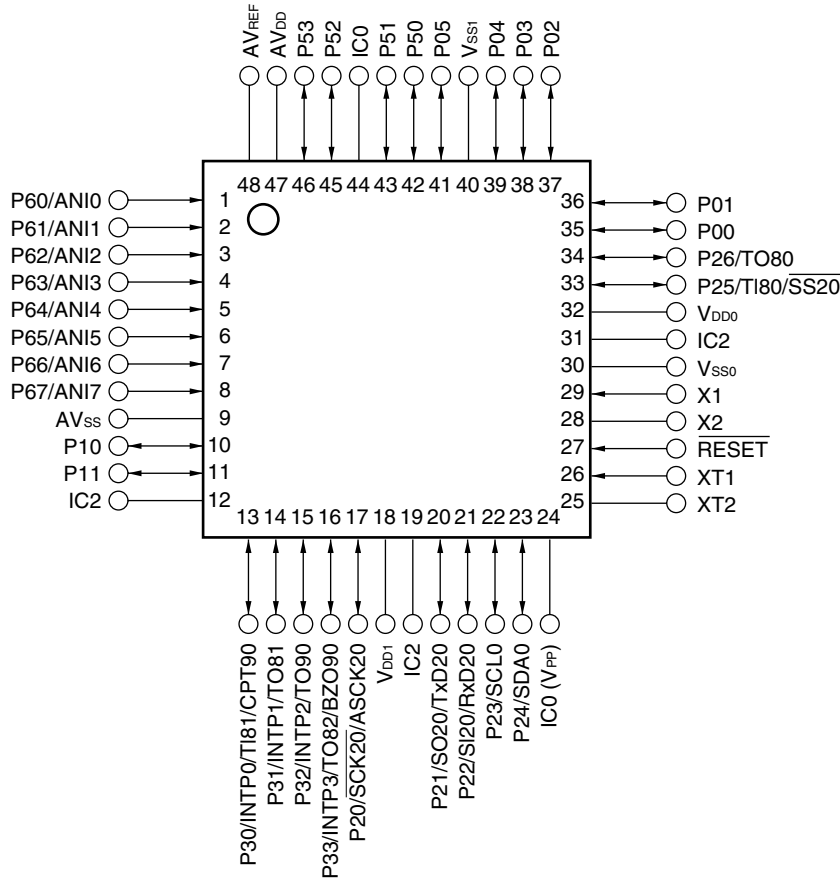 AVREF
AVDD
P53
P52
IC0
P51
P50
P05
VSS1
P04
P03
P02
48 47 46 45 44 43 42 41 40 39 38 37
P60/ANI0 1
P61/ANI1 2
P62/ANI2 3
P63/ANI3 4
P64/ANI4 5
P65/ANI5 6
P66/ANI6 7
P67/ANI7 8
AVSS 9
P10 10
P11 11
IC2 12
36 P01
35 P00
34 P26/TO80
33 P25/TI80/SS20
32 VDD0
31 IC2
30 VSS0
29 X1
28 X2
27 RESET
26 XT1
25 XT2
13 14 15 16 17 18 19 20 21 22 23 24
P30/INTP0/TI81/CPT90
P31/INTP1/TO81
P32/INTP2/TO90
P33/INTP3/TO82/BZO90
P20/SCK20/ASCK20
VDD1
IC2
P21/SO20/TxD20
P22/SI20/RxD20
P23/SCL0
P24/SDA0
IC0 (VPP)